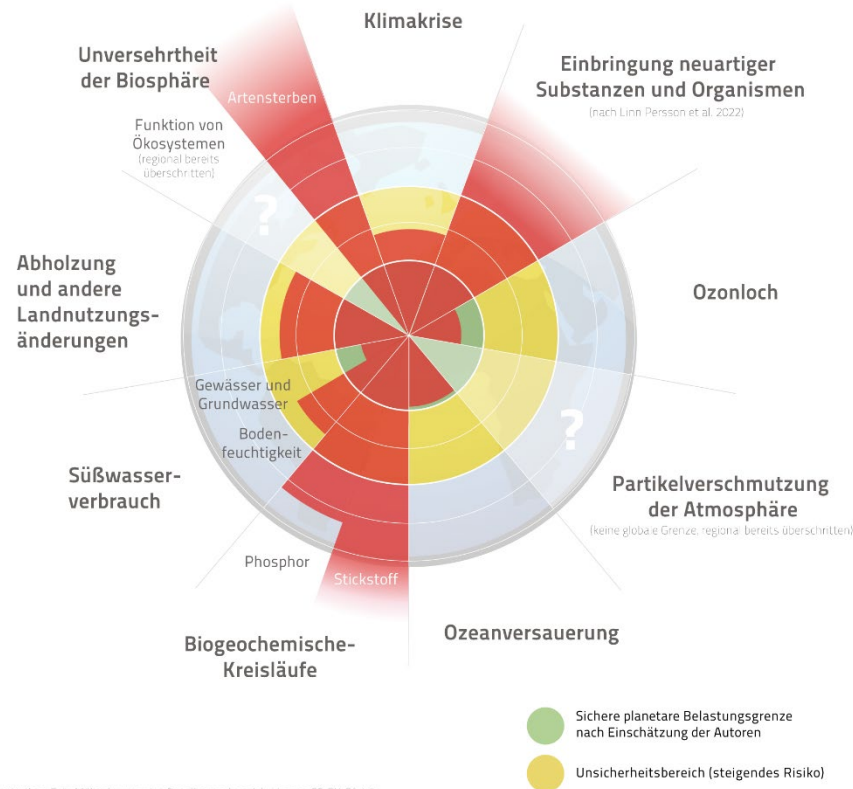 Klimakrise
Unversehrtheit
der Biosphäre
Artensterben
Funktion von
Ökosystemen
(regional bereits
überschritten)
Einbringung neuartiger
Substanzen und Organismen
(nach Linn Persson et al. 2022)
?
Abholzung
und andere
Landnutzungs-
änderungen
Ozonloch
Gewässer und
Grundwasser
Boden-
feuchtigkeit
?
Süßwasser-
verbrauch
Partikelverschmutzung
der Atmosphäre
(keine globale Grenze, regional bereits überschritten)
Phosphor
Stickstoff
Biogeochemische-
Kreisläufe
Ozeanversauerung
Sichere planetare Belastungsgrenze
nach Einschätzung der Autoren
Unsicherheitsbereich (steigendes Risiko)